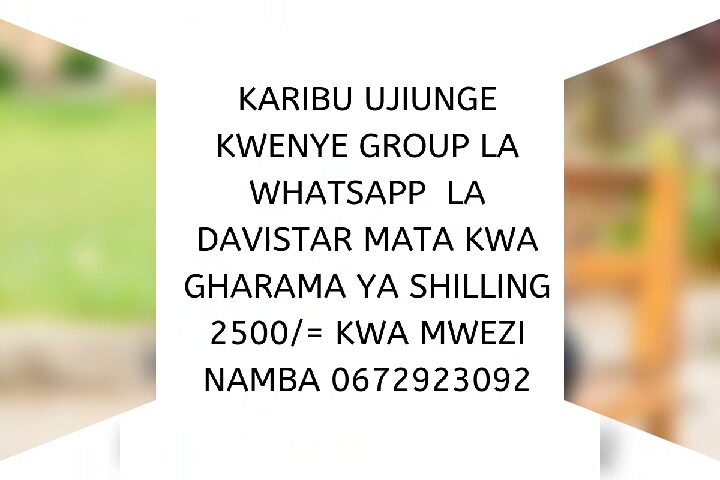 KARIBU UJIUNGE
KWENYE GROUP LA
WHATSAPP LA
DAVISTAR MATA KWA
GHARAMA YA SHILLING
2500/= KWA MWEZI
NAMBA 0672923092